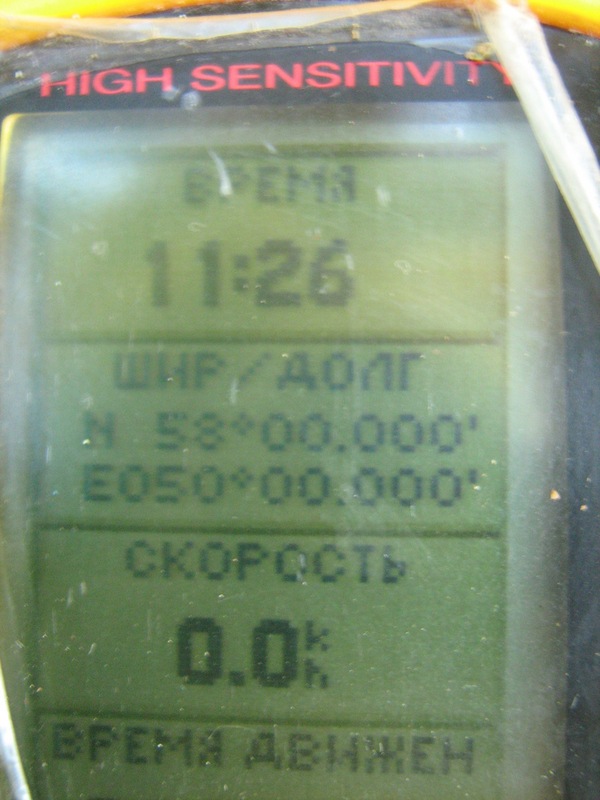 HIGH SENSITIVITY
ВРЕМЯ
11:26
ШИР/ДОЛГ
N 58°00.000'
E050°00.000'
СКОРОСТЬ
0.0 k/h
ВРЕМЯ ДВИЖЕН